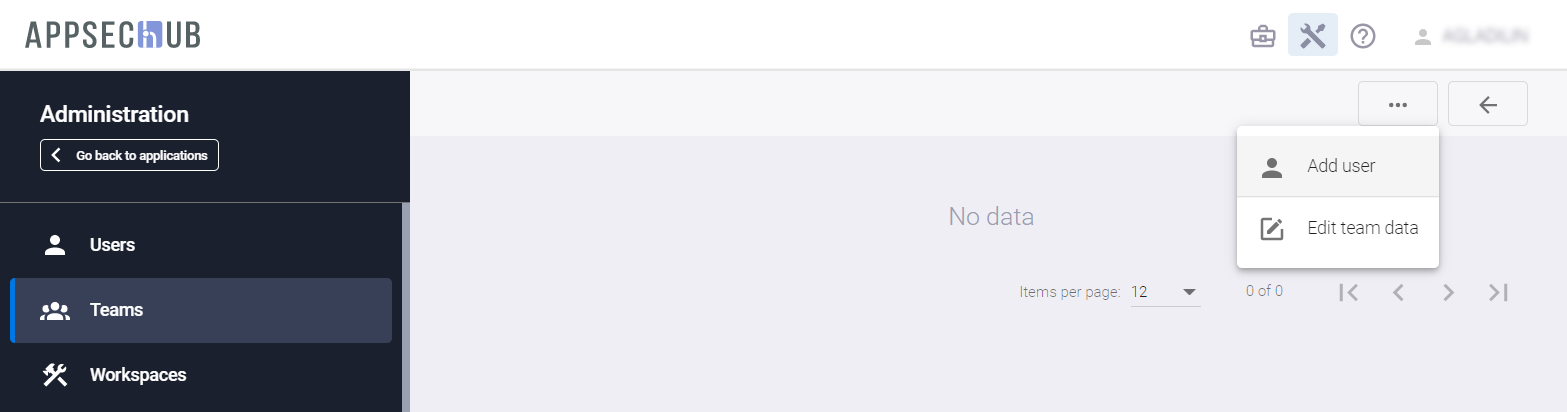 APPSECHUB
Administration
Go back to applications
Users
Teams
Workspaces
Add user
Edit team data
No data
Items per page: 12
0 of 0